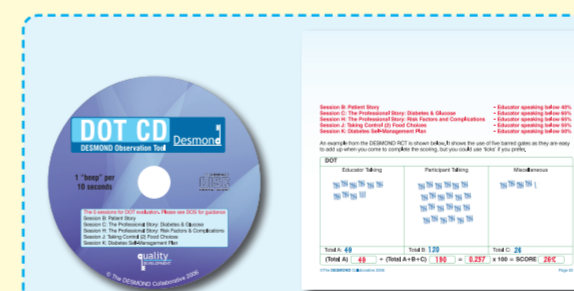 DOT CD
DESMOND Observation Tool
Desmond
1 "beep" per
10 seconds
The 5 sessions for DOT evaluation. Please see DOS for guidance
Session B: Patient Story
Session C: The Professional Story: Diabetes & Glucose
Session H: The Professional Story: Risk Factors & Complications
Session J: Taking Control (2) Food Choices
Session K: Diabetes Self-Management Plan
quality
DEVELOPMENT
© The DESMOND Collaborative 2006
Session B: Patient Story • Educator speaking below 40%
Session C: The Professional Story: Diabetes & Glucose • Educator speaking below 60%
Session H: The Professional Story: Risk Factors and Complications • Educator speaking below 60%
Session J: Taking Control (2) Food Choices • Educator speaking below 50%
Session K: Diabetes Self-Management Plan • Educator speaking below 50%
An example from the DESMOND RCT is shown below,It shows the use of five barred gates as they are easy
to add up when you come to complete the scoring, but you could use 'ticks' if you prefer,
DOT
Educator Talking Participant Talking Miscellaneous
Total A: 49 Total B: 120 Total C: 26
(Total A) ÷ (Total A+B+C) = 0.257 x 100 = SCORE
©The DESMOND Collaborative 2006 Page